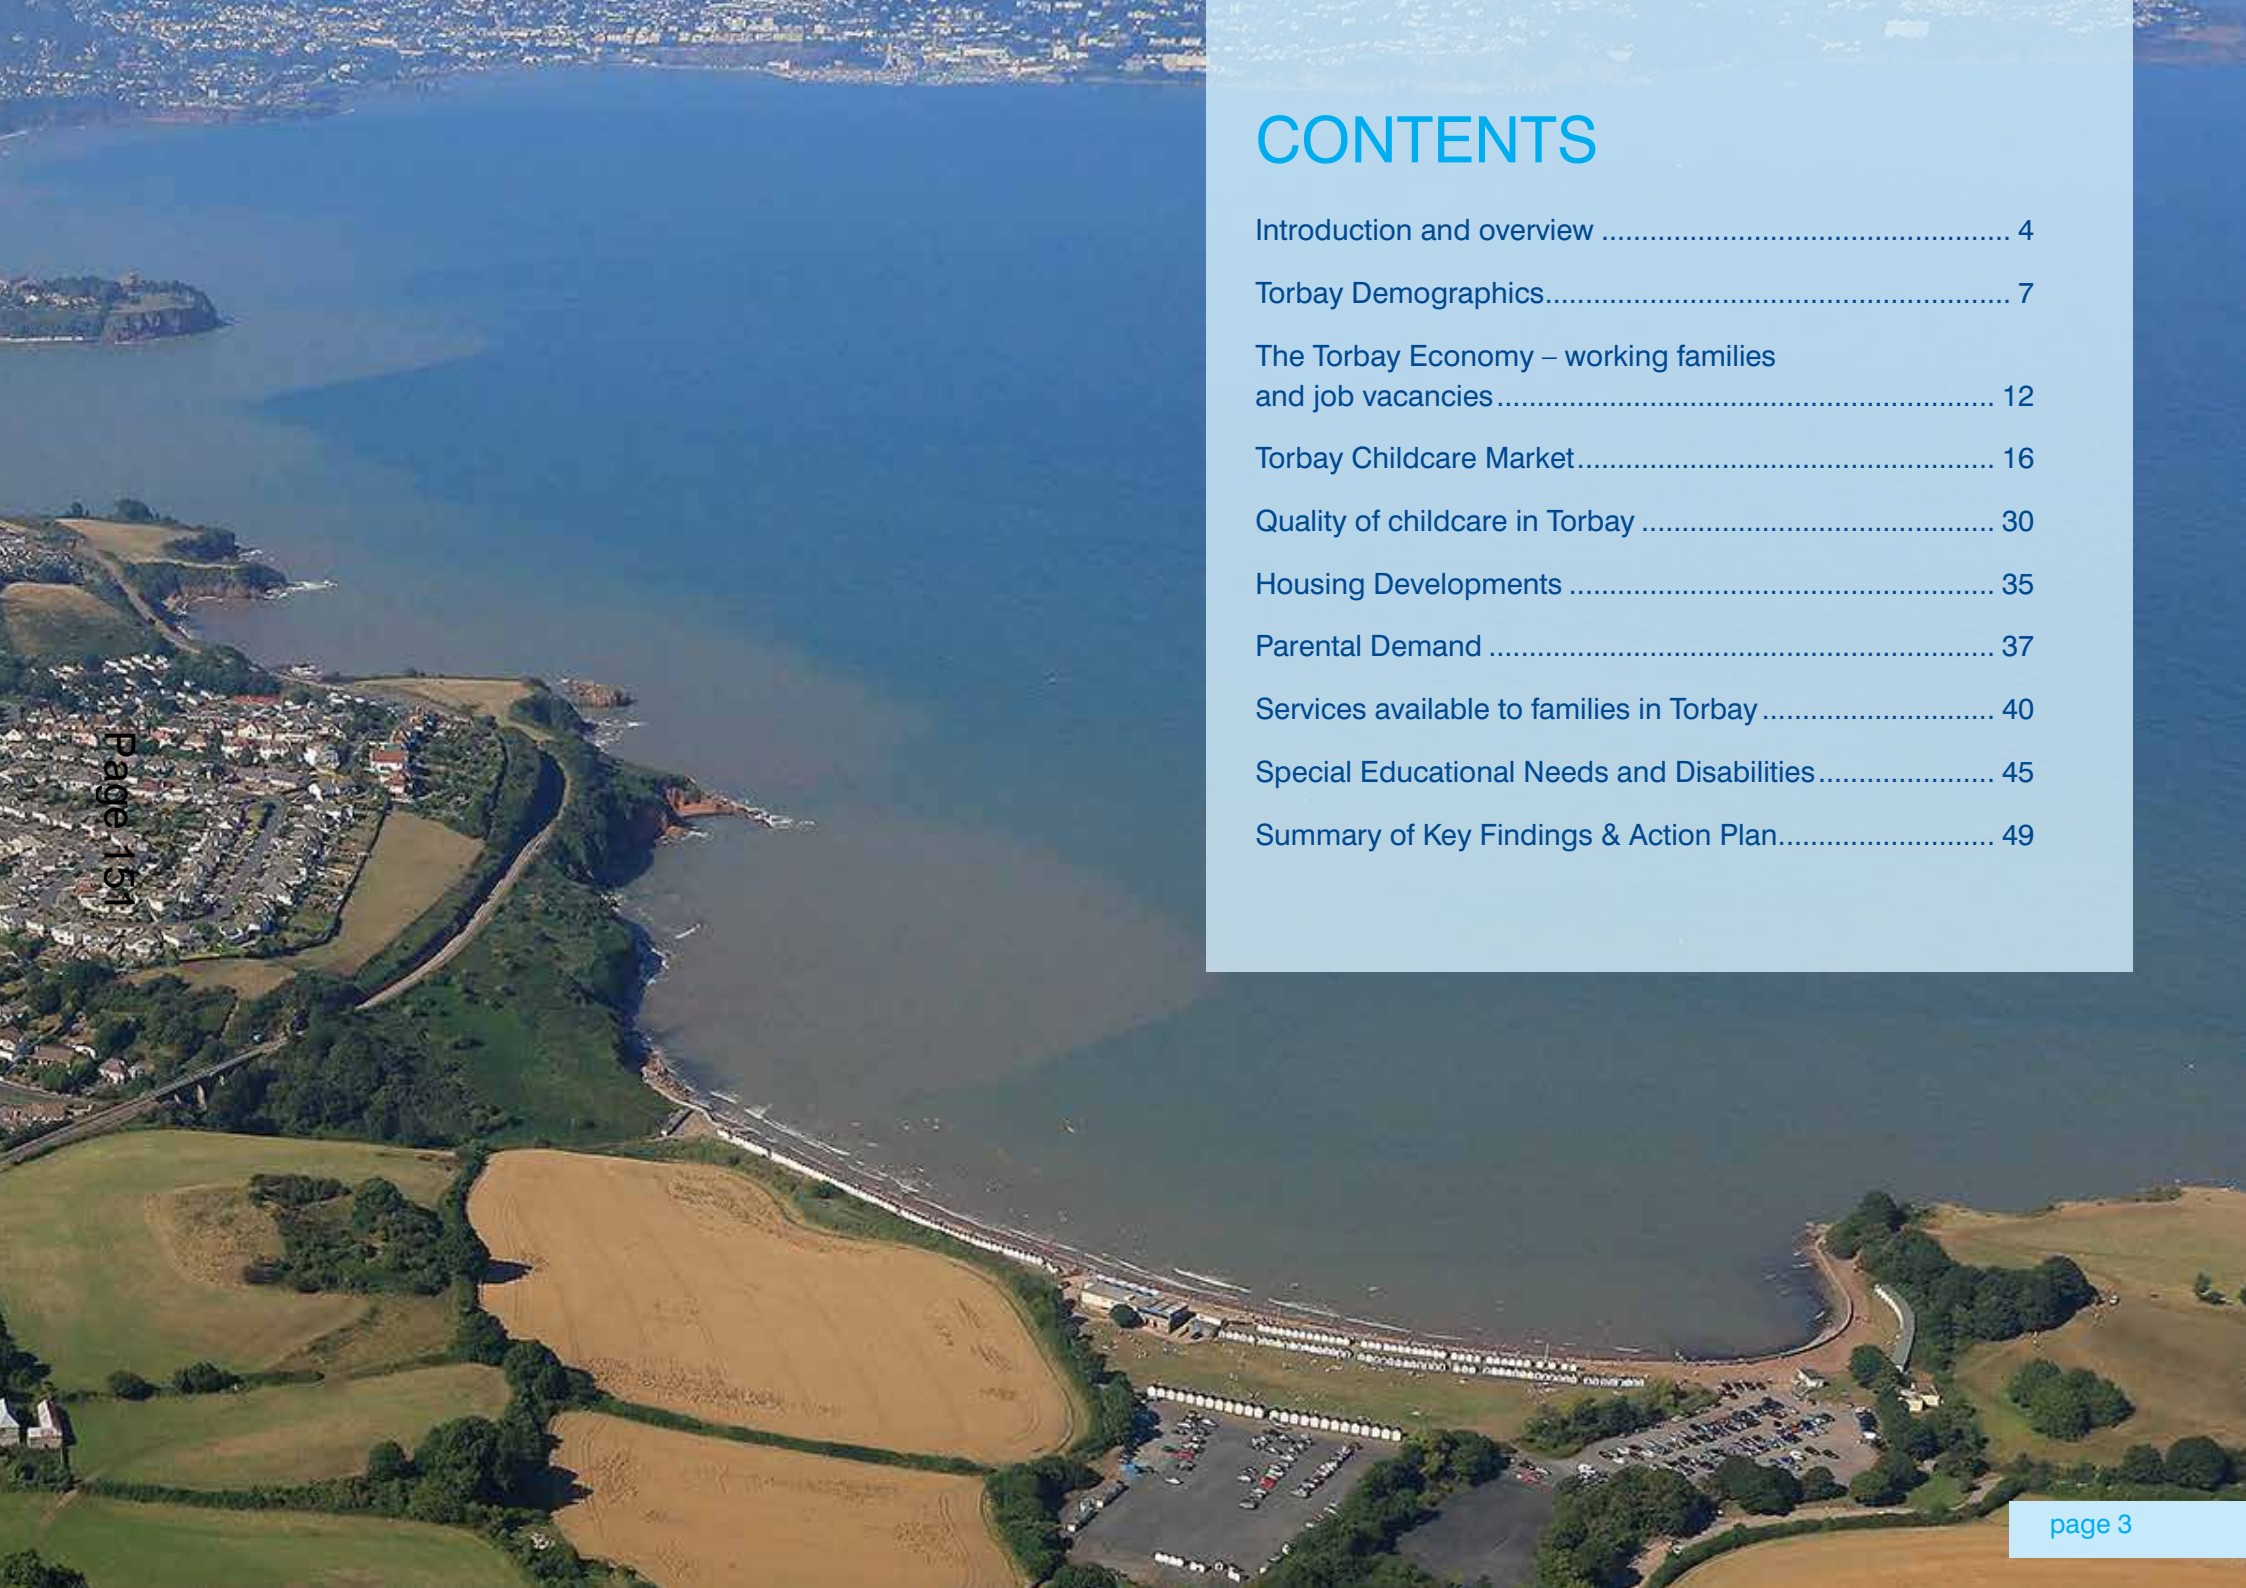 CONTENTS
Introduction and overview .................................................... 4
Torbay Demographics........................................................... 7
The Torbay Economy – working families
and job vacancies............................................................... 12
Torbay Childcare Market..................................................... 16
Quality of childcare in Torbay ............................................. 30
Housing Developments ...................................................... 35
Parental Demand ................................................................ 37
Services available to families in Torbay............................. 40
Special Educational Needs and Disabilities...................... 45
Summary of Key Findings & Action Plan........................... 49
Page 151
page 3